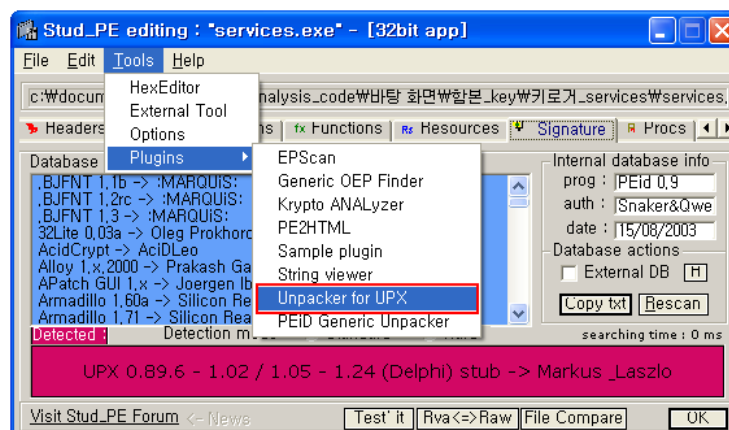 Stud_PE editing : "services.exe" - [32bit app]
File Edit Tools Help
HexEditor
External Tool
Options
Plugins
c:₩docum
nalysis_code₩바탕 화면₩함본_key₩키로거_services₩services,
Headers
ns
fx Functions
Rs Resources
Signature
Procs
EPScan
Generic OEP Finder
Krypto ANALyzer
PE2HTML
Sample plugin
String viewer
Unpacker for UPX
PEiD Generic Unpacker
Database
.BJFNT 1,1b -> :MARQUiS:
.BJFNT 1,2rc -> :MARQUiS:
.BJFNT 1,3 -> :MARQUiS:
32Lite 0,03a -> Oleg Prokhoro
AcidCrypt -> AciDLeo
Alloy 1,x,2000 -> Prakash Ga
APatch GUI 1,x -> Joergen Ib
Armadillo 1,60a -> Silicon Re
Armadillo 1,71 -> Silicon Rea
Internal database info
prog : PEid 0,9
auth : Snaker&Qwe
date : 15/08/2003
Database actions
External DB H
Copy txt Rescan
Detected :
Detection m
searching time : 0 ms
UPX 0.89.6 - 1.02 / 1.05 - 1.24 (Delphi) stub -> Markus _Laszlo
Visit Stud_PE Forum <- News
Test' it Rva<=>Raw File Compare OK